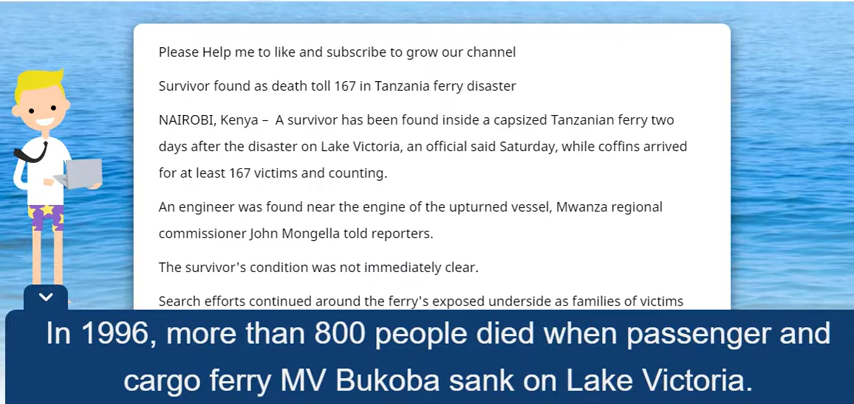 Please Help me to like and subscribe to grow our channel
Survivor found as death toll 167 in Tanzania ferry disaster
NAIROBI, Kenya – A survivor has been found inside a capsized Tanzanian ferry two
days after the disaster on Lake Victoria, an official said Saturday, while coffins arrived
for at least 167 victims and counting.
An engineer was found near the engine of the upturned vessel, Mwanza regional
commissioner John Mongella told reporters.
The survivor's condition was not immediately clear.
Search efforts continued around the ferry's exposed underside as families of victims
In 1996, more than 800 people died when passenger and
cargo ferry MV Bukoba sank on Lake Victoria.